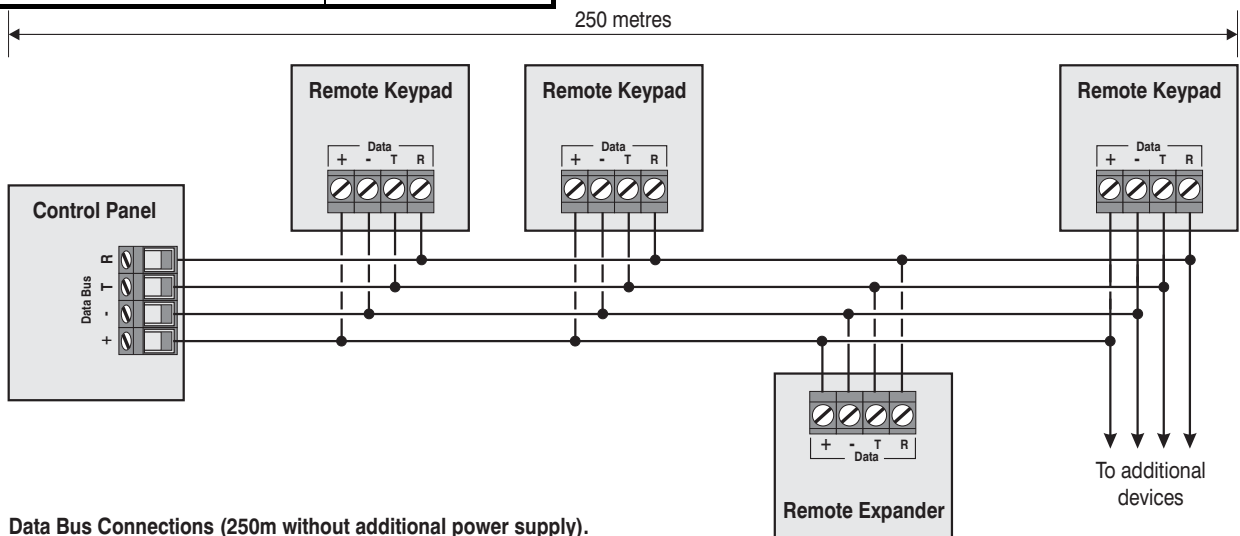 250 metres
Remote Keypad
Data
+ - T R
Remote Keypad
Data
+ - T R
Remote Keypad
Data
+ - T R
Control Panel
Data Bus
R
T
-
+
+ - T R
Data
Remote Expander
To additional
devices
Data Bus Connections (250m without additional power supply).